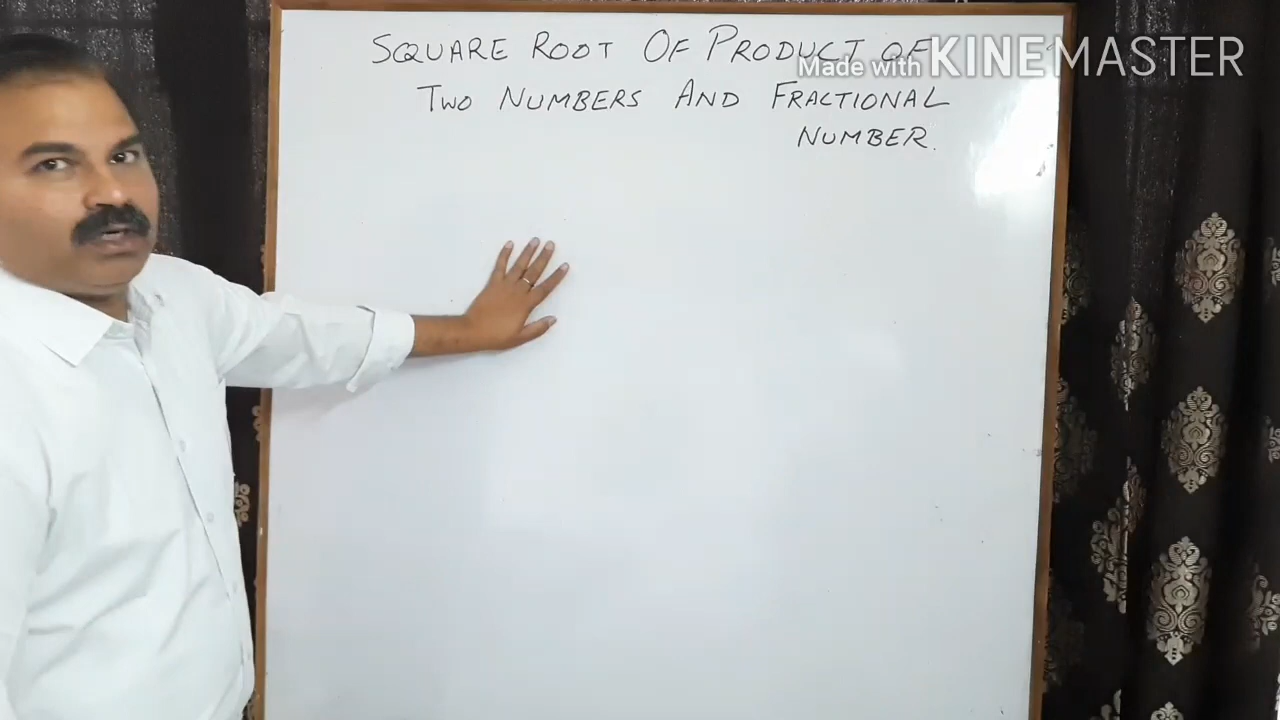 SQUARE ROOT OF PRODUCT OF
Made with KINEMASTER
TWO NUMBERS AND FRACTIONAL
NUMBER.